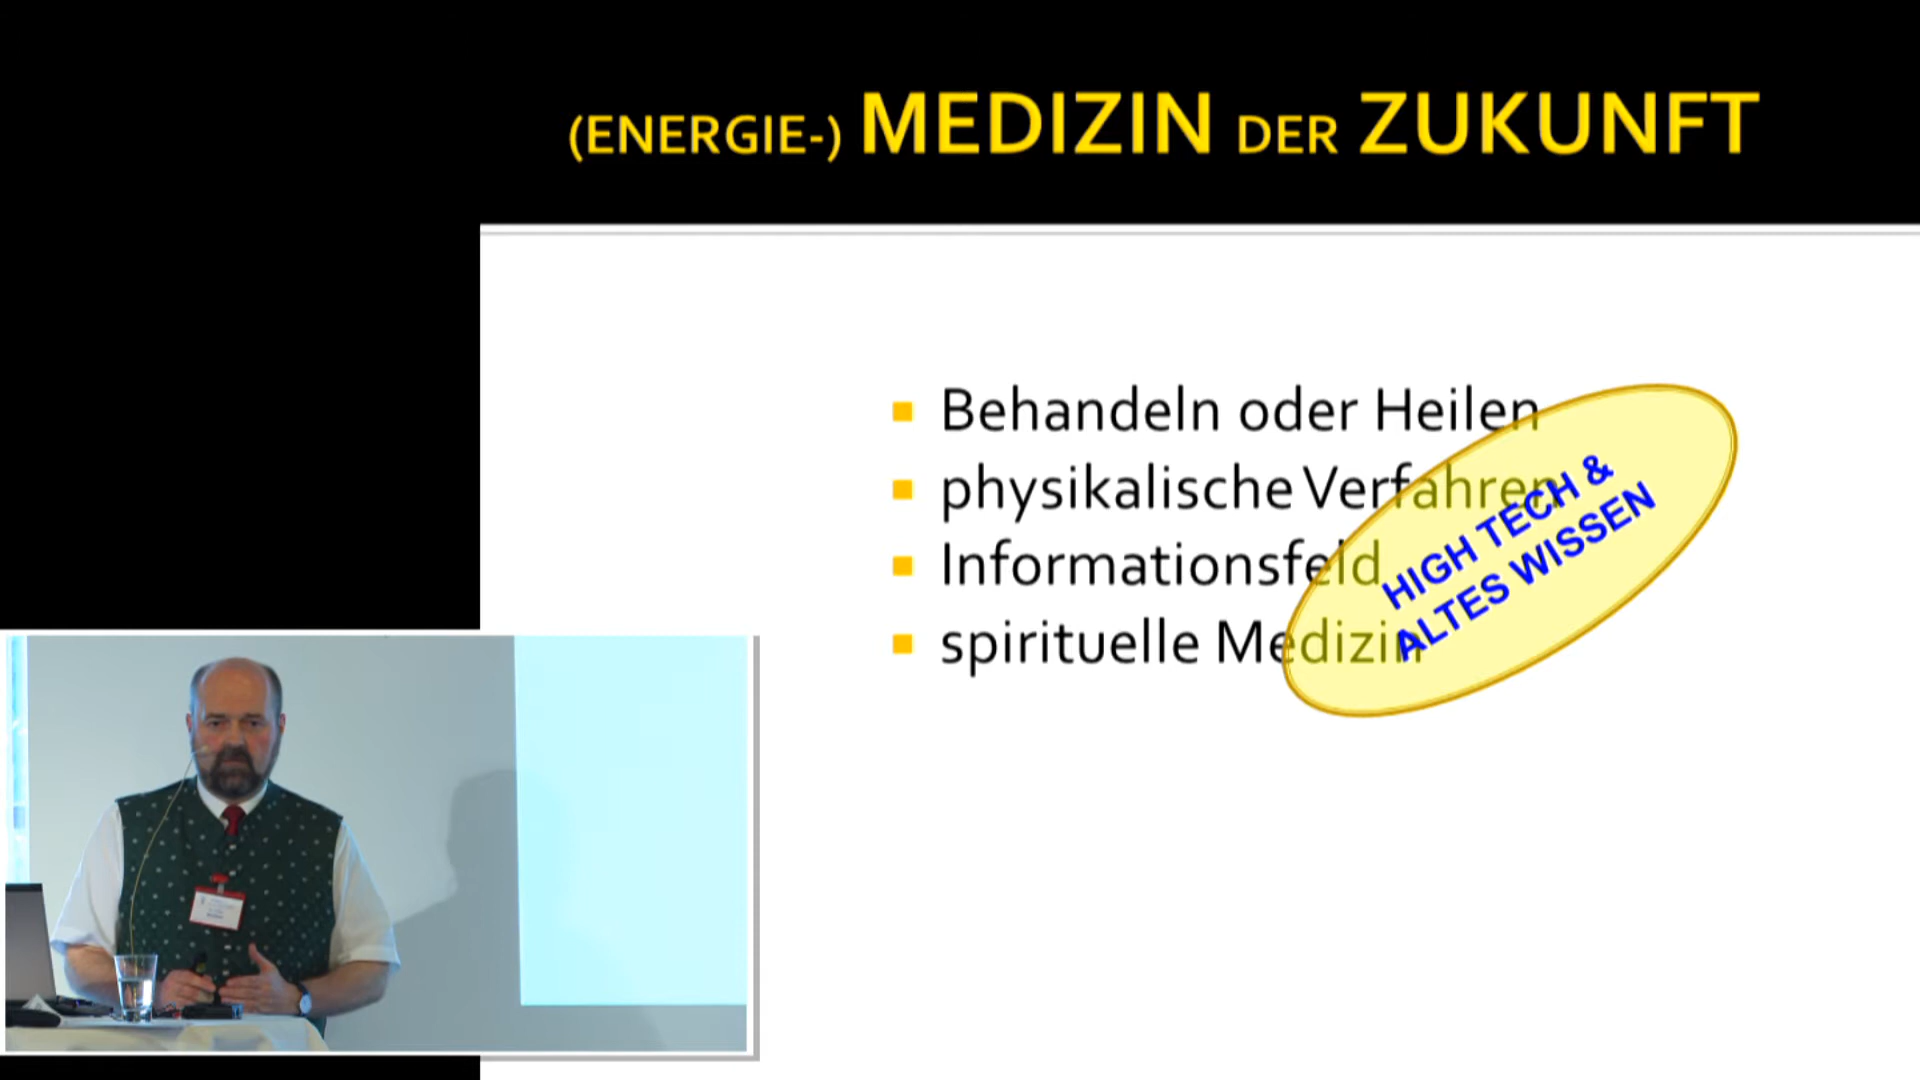 (ENERGIE-) MEDIZIN DER ZUKUNFT
Behandeln oder Heilen
physikalische Verfahren
Informationsfeld
spirituelle Medizin
HIGH TECH &
ALTES WISSEN